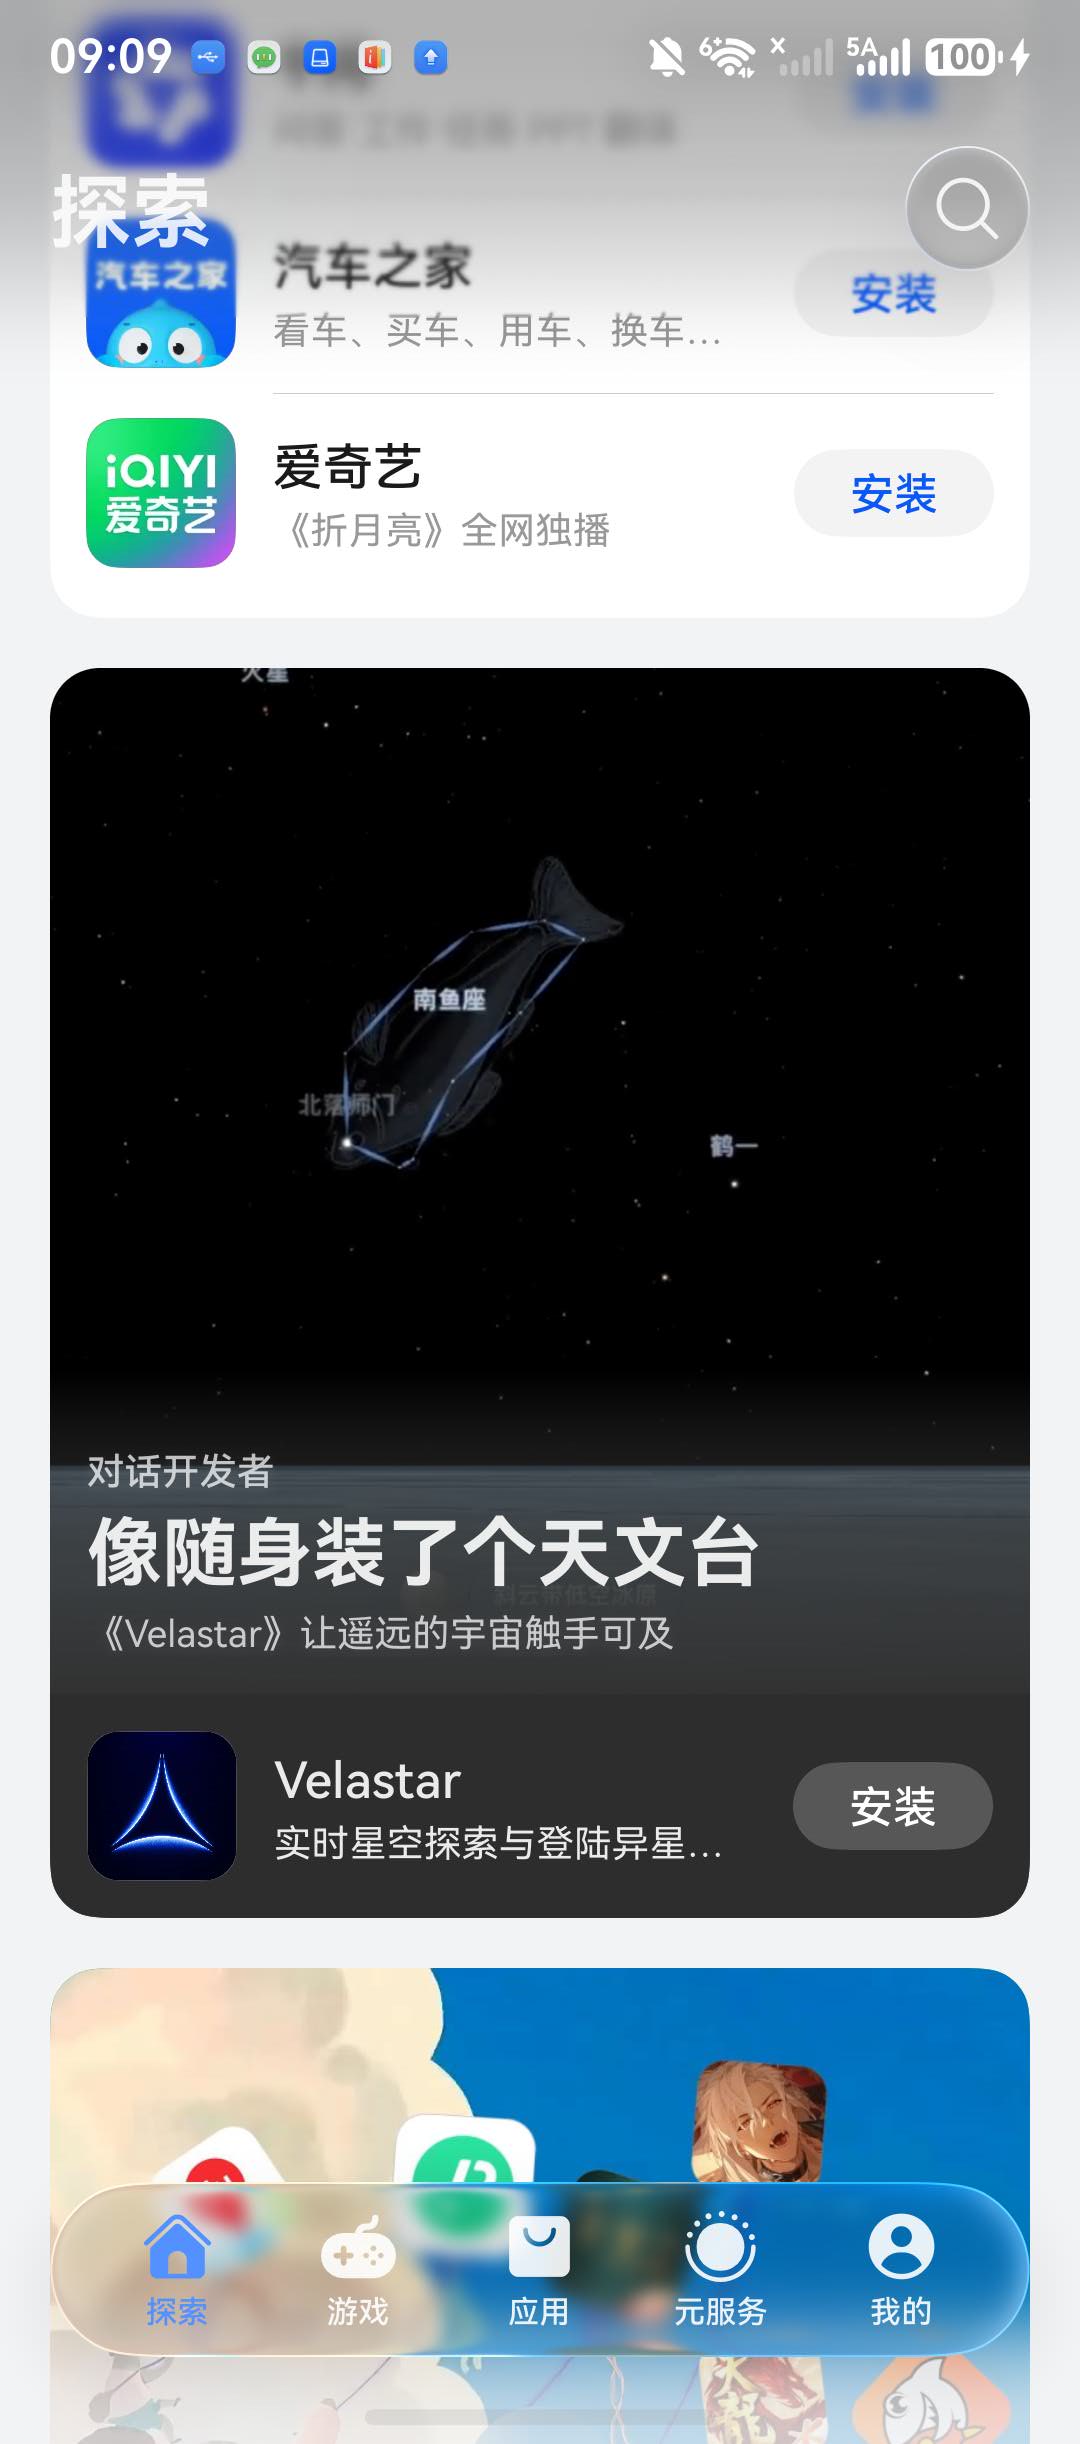 09:09
6+
5A
100
探索
汽车之家
汽车之家
看车、买车、用车、换车...
安装
iQIYI
爱奇艺
爱奇艺
《折月亮》全网独播
安装
火星
南鱼座
北落师门
鹤一
对话开发者
像随身装了个天文台
《Velastar》让遥远的宇宙触手可及
Velastar
实时星空探索与登陆异星...
安装
探索
游戏
应用
元服务
我的